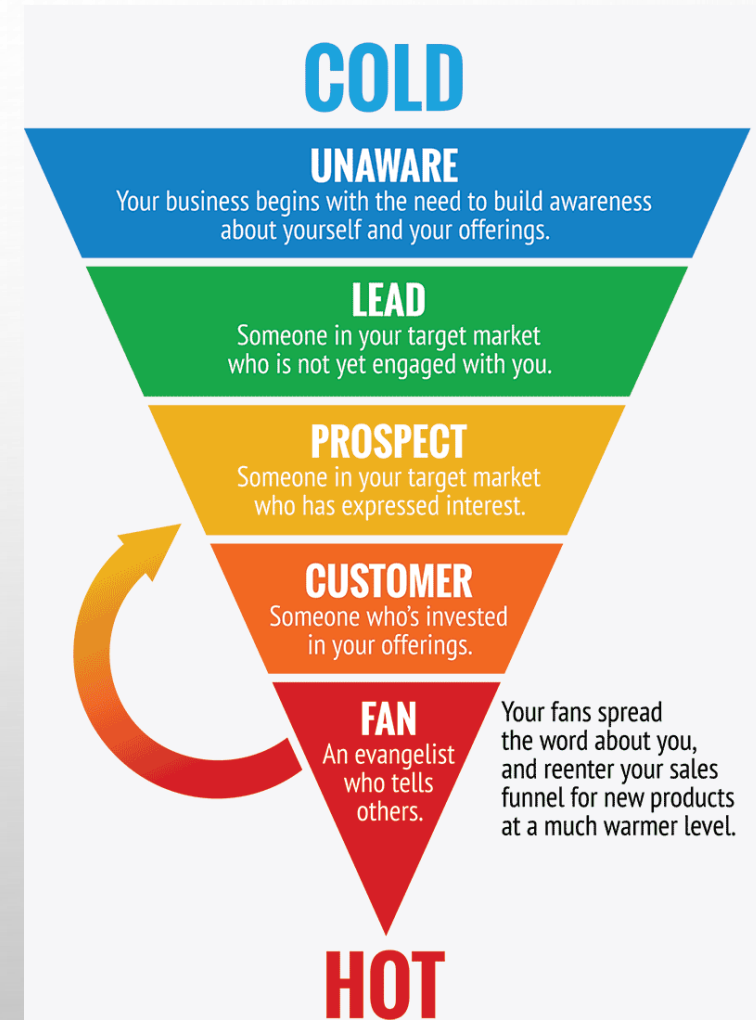 COLD
UNAWARE
Your business begins with the need to build awareness
about yourself and your offerings.
LEAD
Someone in your target market
who is not yet engaged with you.
PROSPECT
Someone in your target market
who has expressed interest.
CUSTOMER
Someone who's invested
in your offerings.
FAN
An evangelist
who tells
others.
Your fans spread
the word about you,
and reenter your sales
funnel for new products
at a much warmer level.
HOT